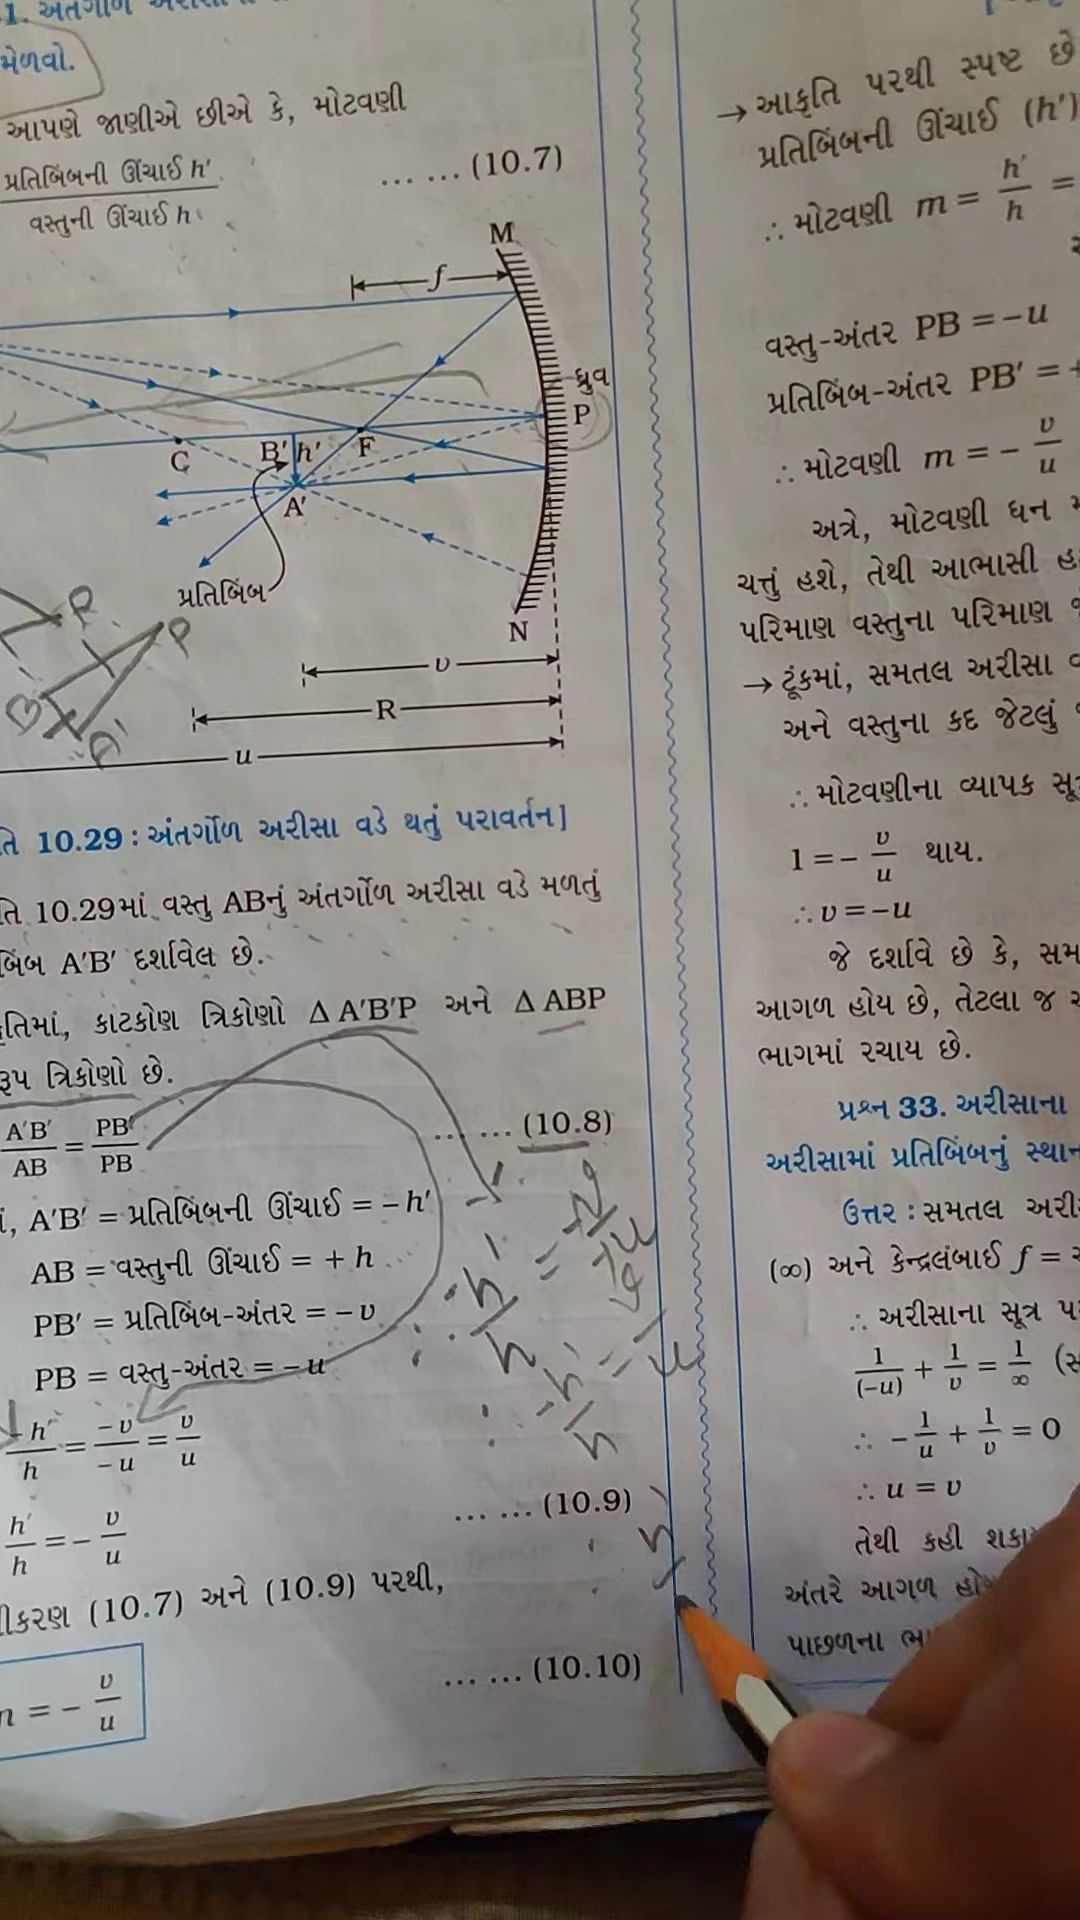 1. અંતર્ગોળ
મેળવો.
આપણે જાણીએ છીએ કે, મોટવણી
પ્રતિબિંબની ઊંચાઈ h′
વસ્તુની ઊંચાઈ h
... ... (10.7)
M
f
ધ્રુવ
P
C
B′
h′
F
A′
પ્રતિબિંબ
N
υ
R
u
તિ 10.29 : અંતર્ગોળ અરીસા વડે થતું પરાવર્તન]
તિ 10.29માં વસ્તુ ABનું અંતર્ગોળ અરીસા વડે મળતું
બિંબ A′B′ દર્શાવેલ છે.
તિમાં, કાટકોણ ત્રિકોણો Δ A′B′P અને Δ ABP
રૂપ ત્રિકોણો છે.
A′B′/AB = PB′/PB ... ... (10.8)
A′B′ = પ્રતિબિંબની ઊંચાઈ = – h′
AB = વસ્તુની ઊંચાઈ = + h
PB′ = પ્રતિબિંબ-અંતર = – υ
PB = વસ્તુ-અંતર = – u
– h′/h = – υ/– u = υ/u
h′/h = – υ/u ... ... (10.9)
કરણ (10.7) અને (10.9) પરથી,
= – υ/u ... ... (10.10)
→ આકૃતિ પરથી સ્પષ્ટ છે
પ્રતિબિંબની ઊંચાઈ (h′)
∴ મોટવણી m = h′/h =
વસ્તુ-અંતર PB = – u
પ્રતિબિંબ-અંતર PB′ = +
∴ મોટવણી m = – υ/u
અત્રે, મોટવણી ધન
ચત્તું હશે, તેથી આભાસી
પરિમાણ વસ્તુના પરિમાણ
→ ટૂંકમાં, સમતલ અરીસા
અને વસ્તુના કદ જેટલું
∴ મોટવણીના વ્યાપક
1 = – υ/u થાય.
∴ υ = – u
જે દર્શાવે છે કે,
આગળ હોય છે, તેટલા જ
ભાગમાં રચાય છે.
પ્રશ્ન 33. અરીસાના
અરીસામાં પ્રતિબિંબનું
ઉત્તર : સમતલ
(∞) અને કેન્દ્રલંબાઈ f =
∴ અરીસાના સૂત્ર
1/(–u) + 1/υ = 1/∞
∴ – 1/u + 1/υ = 0
∴ u = υ
તેથી કહી
અંતરે આગળ
પાછળના